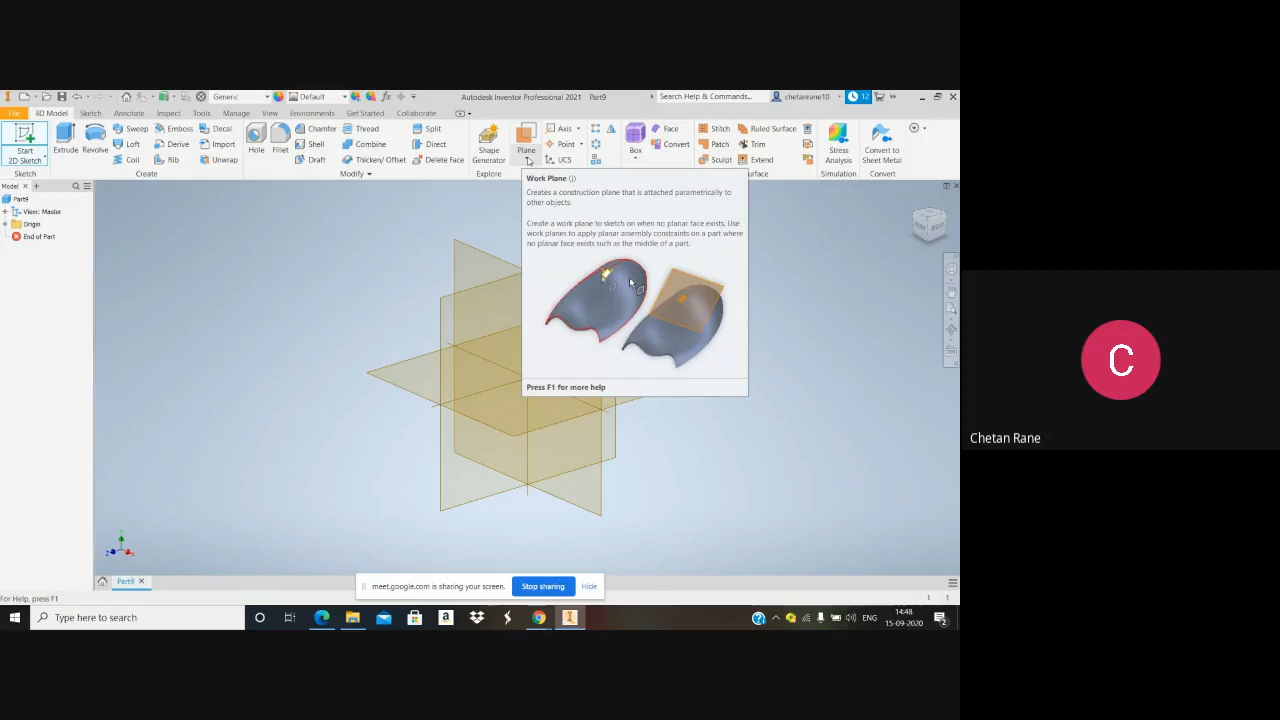 Generic
Default
Autodesk Inventor Professional 2021 Part9
Search Help & Commands...
chetanrane10
12
File 3D Model Sketch Annotate Inspect Tools Manage View Environments Get Started Collaborate
Start
2D Sketch
Sketch
Extrude
Revolve
Sweep
Loft
Coil
Emboss
Derive
Rib
Decal
Import
Unwrap
Create
Hole
Fillet
Chamfer
Shell
Draft
Thread
Combine
Thicken/ Offset
Split
Direct
Delete Face
Modify
Shape
Generator
Explore
Plane
Axis
Point
UCS
Box
Face
Convert
Stitch
Patch
Sculpt
Ruled Surface
Trim
Extend
urface
Stress
Analysis
Simulation
Convert to
Sheet Metal
Convert
Model
Part9
View: Master
Origin
End of Part
Work Plane
Creates a construction plane that is attached parametrically to
other objects.
Create a work plane to sketch on when no planar face exists. Use
work planes to apply planar assembly constraints on a part where
no planar face exists such as the middle of a part.
Press F1 for more help
C
Chetan Rane
Part9
meet.google.com is sharing your screen.
Stop sharing
Hide
For Help, press F1
1 1
Type here to search
ENG
14:48
15-09-2020
2